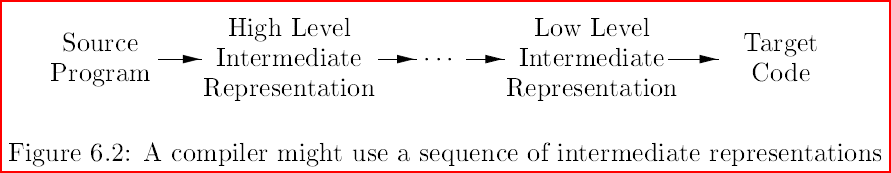 Source
Program
High Level
Intermediate
Representation
...
Low Level
Intermediate
Representation
Target
Code
Figure 6.2: A compiler might use a sequence of intermediate representations